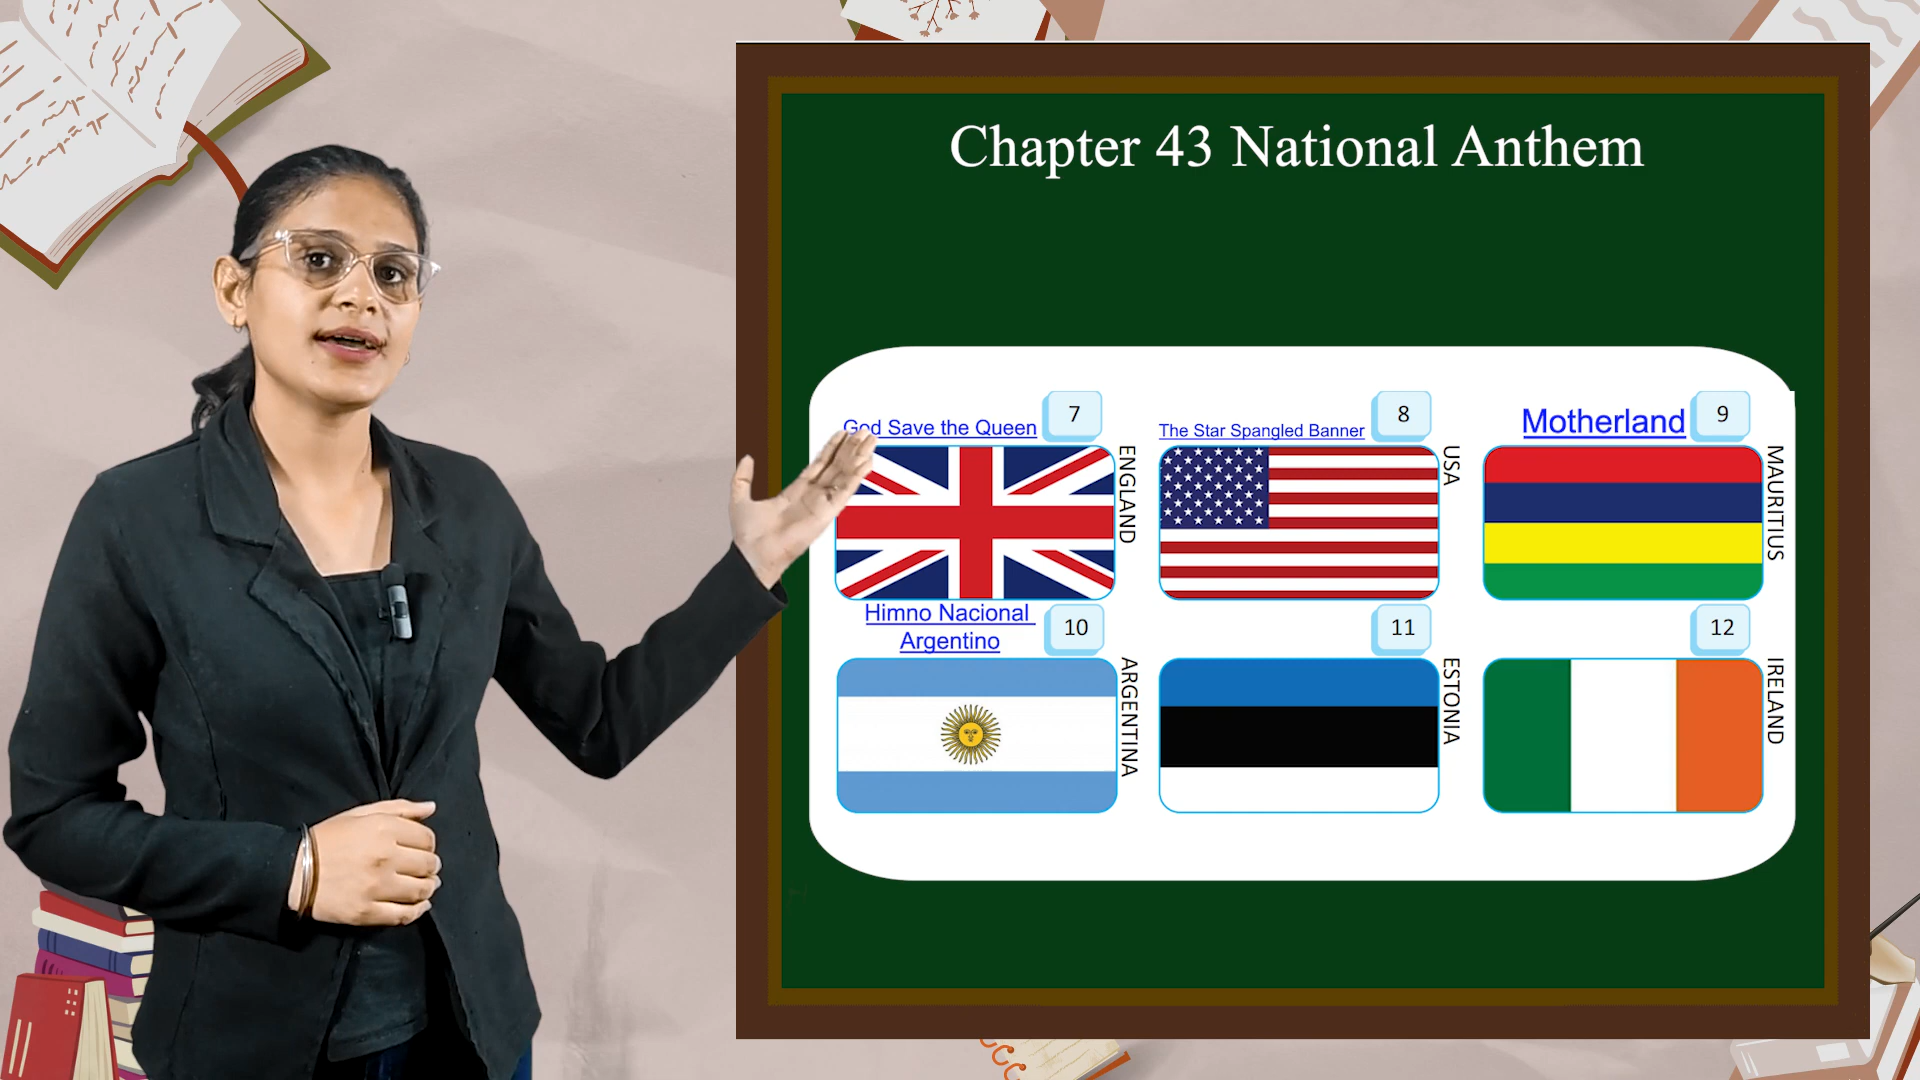 Chapter 43 National Anthem
God Save the Queen
7
ENGLAND
The Star Spangled Banner
8
USA
Motherland
9
MAURITIUS
Himno Nacional
Argentino
10
ARGENTINA
11
ESTONIA
12
IRELAND